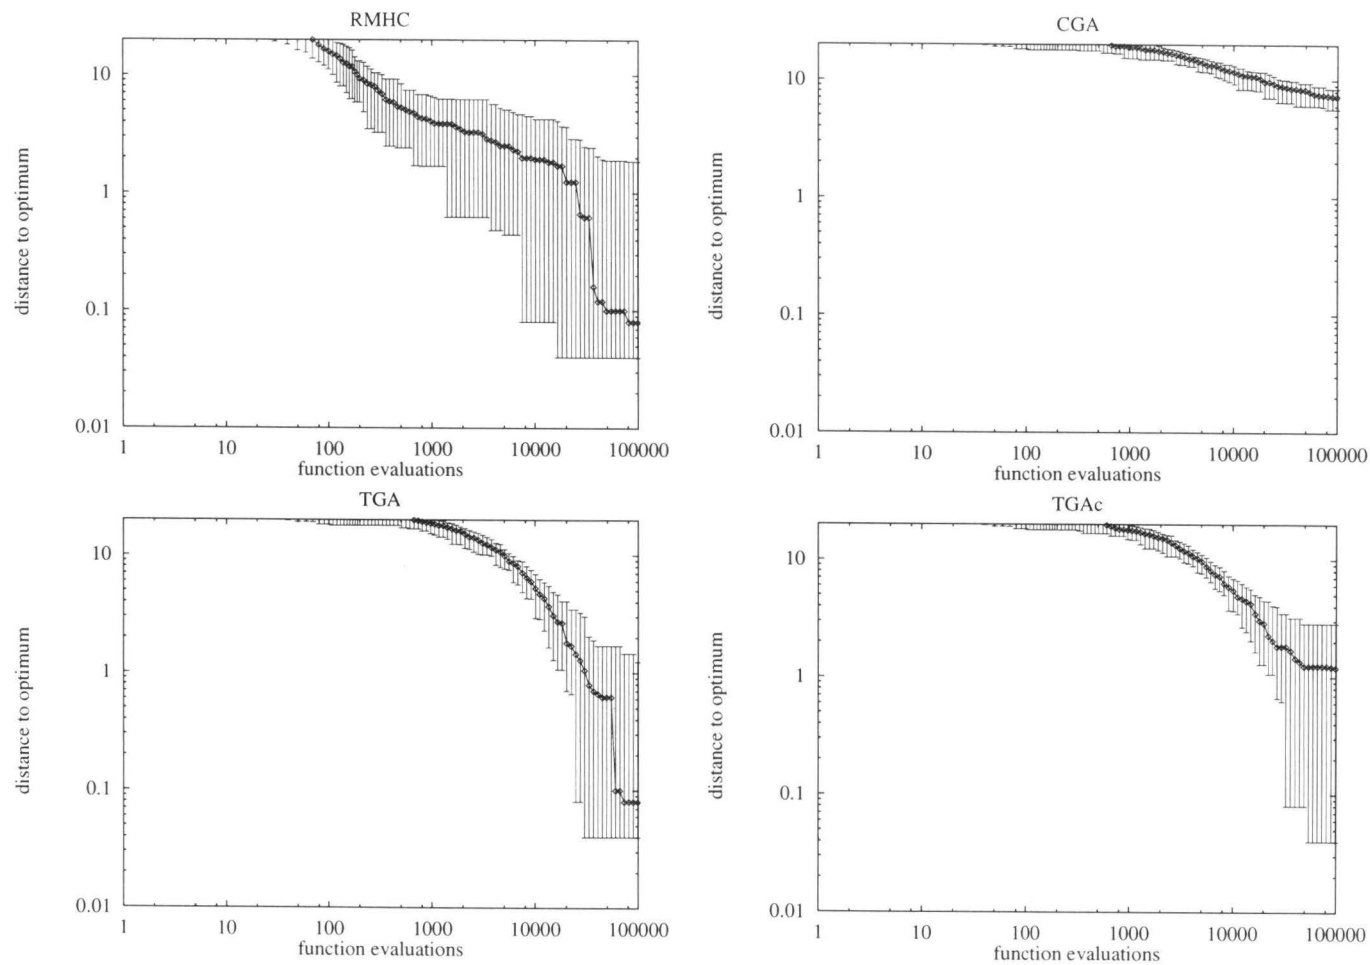 RMHC
distance to optimum
10
1
0.1
0.01
1 10 100 1000 10000 100000
function evaluations
CGA
distance to optimum
10
1
0.1
0.01
1 10 100 1000 10000 100000
function evaluations
TGA
distance to optimum
10
1
0.1
0.01
1 10 100 1000 10000 100000
function evaluations
TGAc
distance to optimum
10
1
0.1
0.01
1 10 100 1000 10000 100000
function evaluations